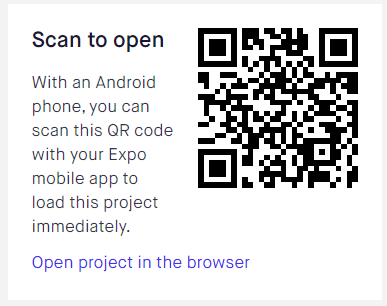 Scan to open
With an Android
phone, you can
scan this QR code
with your Expo
mobile app to
load this project
immediately.
Open project in the browser